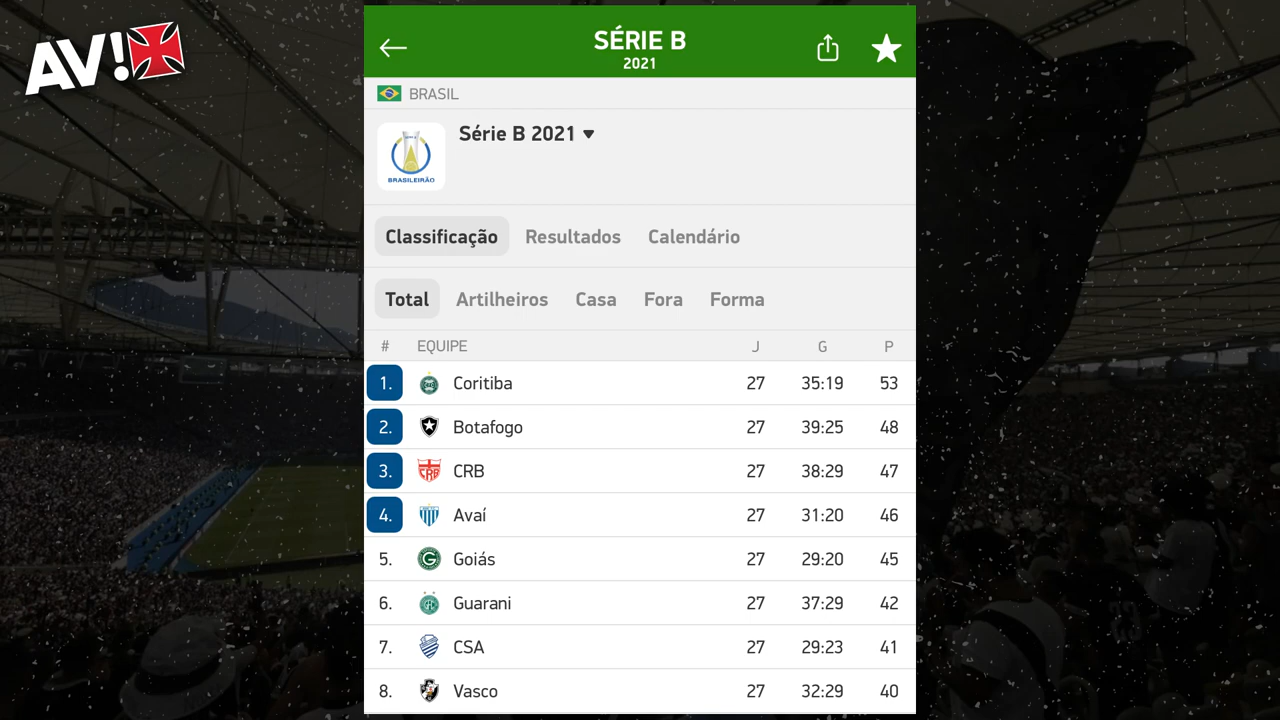 AV!
SÉRIE B
2021
BRASIL
BRASILEIRÃO
Série B 2021
Classificação Resultados Calendário
Total Artilheiros Casa Fora Forma
# EQUIPE J G P
1. Coritiba 27 35:19 53
2. Botafogo 27 39:25 48
3. CRB 27 38:29 47
4. Avaí 27 31:20 46
5. Goiás 27 29:20 45
6. Guarani 27 37:29 42
7. CSA 27 29:23 41
8. Vasco 27 32:29 40